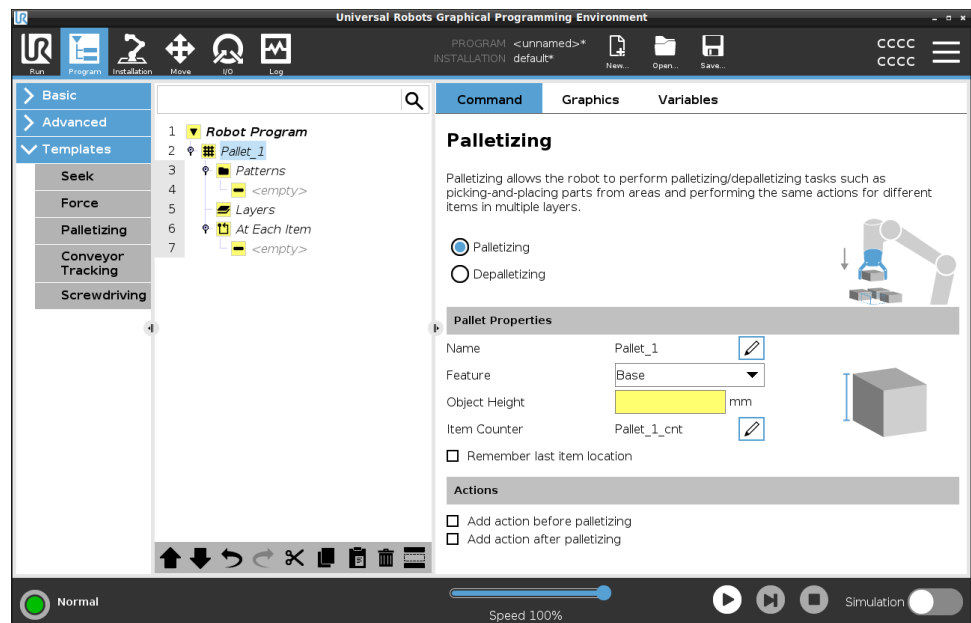 Universal Robots Graphical Programming Environment
UR
Run
Program
Installation
Move
I/O
Log
PROGRAM <unnamed>*
INSTALLATION default*
New...
Open...
Save...
CCCC
CCCC
Basic
Advanced
Templates
Seek
Force
Palletizing
Conveyor
Tracking
Screwdriving
1 Robot Program
2 Pallet_1
3 Patterns
4 <empty>
5 Layers
6 At Each Item
7 <empty>
Command Graphics Variables
Palletizing
Palletizing allows the robot to perform palletizing/depalletizing tasks such as
picking-and-placing parts from areas and performing the same actions for different
items in multiple layers.
Palletizing
Depalletizing
Pallet Properties
Name Pallet_1
Feature Base
Object Height mm
Item Counter Pallet_1_cnt
Remember last item location
Actions
Add action before palletizing
Add action after palletizing
Normal
Speed 100%
Simulation